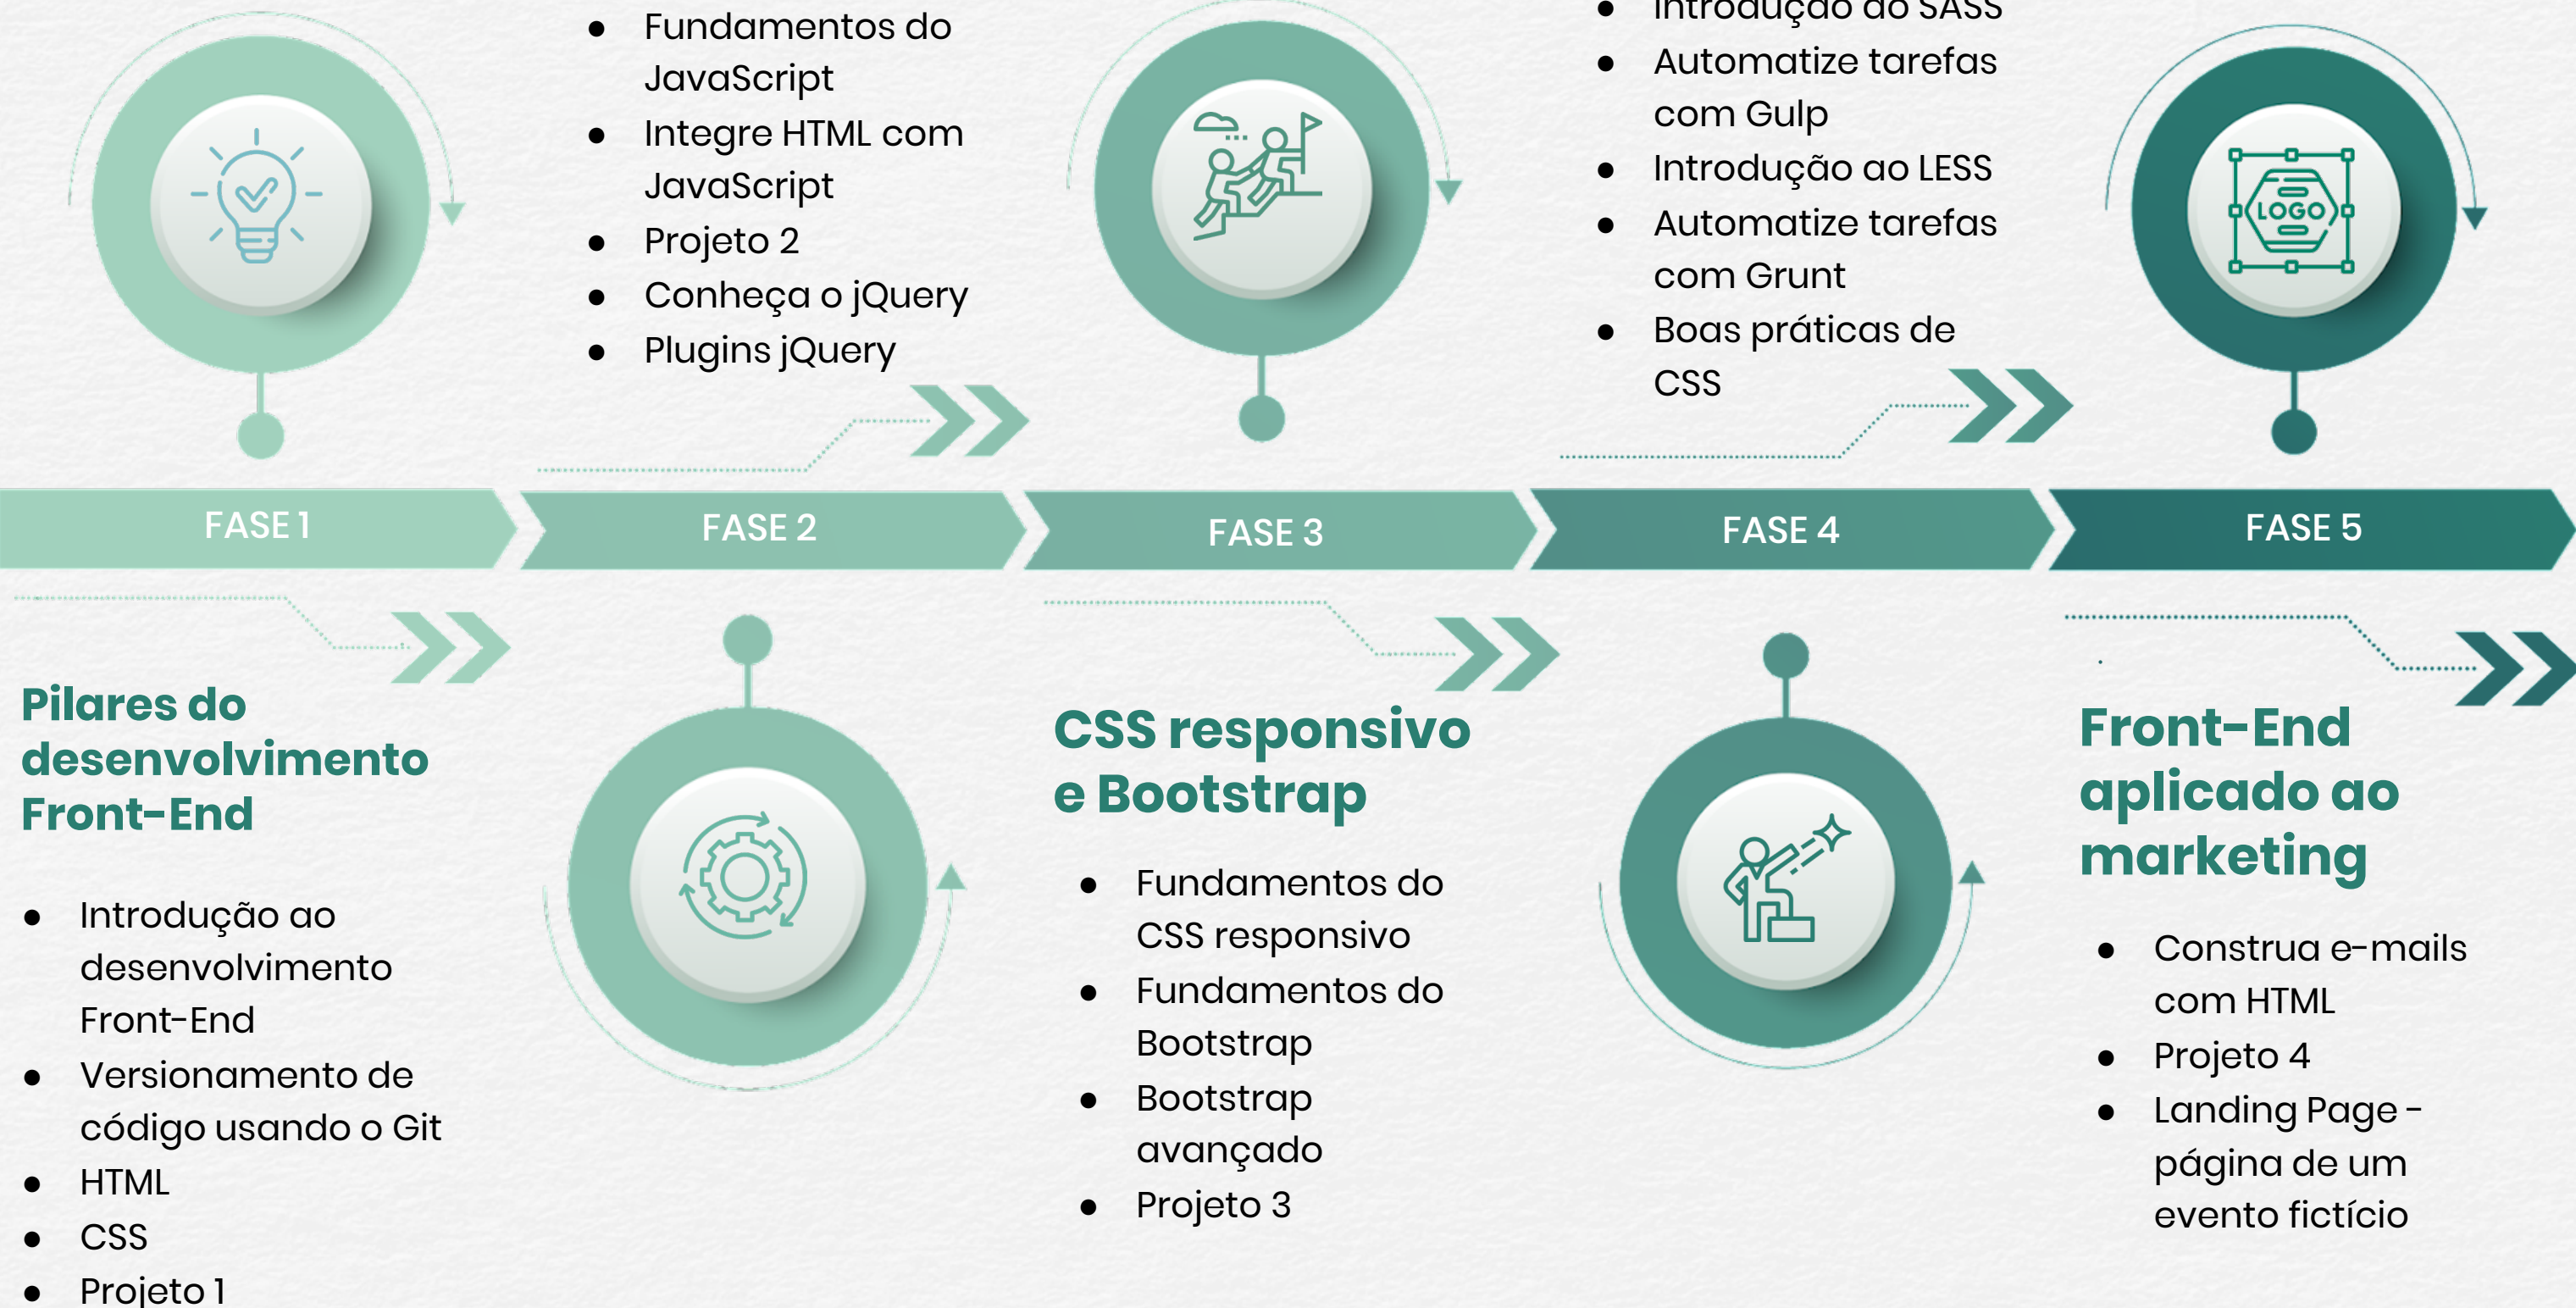 ● Fundamentos do
JavaScript
● Integre HTML com
JavaScript
● Projeto 2
● Conheça o jQuery
● Plugins jQuery
● Introdução ao SASS
● Automatize tarefas
com Gulp
● Introdução ao LESS
● Automatize tarefas
com Grunt
● Boas práticas de
CSS
LOGO
FASE 1
FASE 2
FASE 3
FASE 4
FASE 5
Pilares do
desenvolvimento
Front-End
● Introdução ao
desenvolvimento
Front-End
● Versionamento de
código usando o Git
● HTML
● CSS
● Projeto 1
CSS responsivo
e Bootstrap
● Fundamentos do
CSS responsivo
● Fundamentos do
Bootstrap
● Bootstrap
avançado
● Projeto 3
Front-End
aplicado ao
marketing
● Construa e-mails
com HTML
● Projeto 4
● Landing Page -
página de um
evento fictício